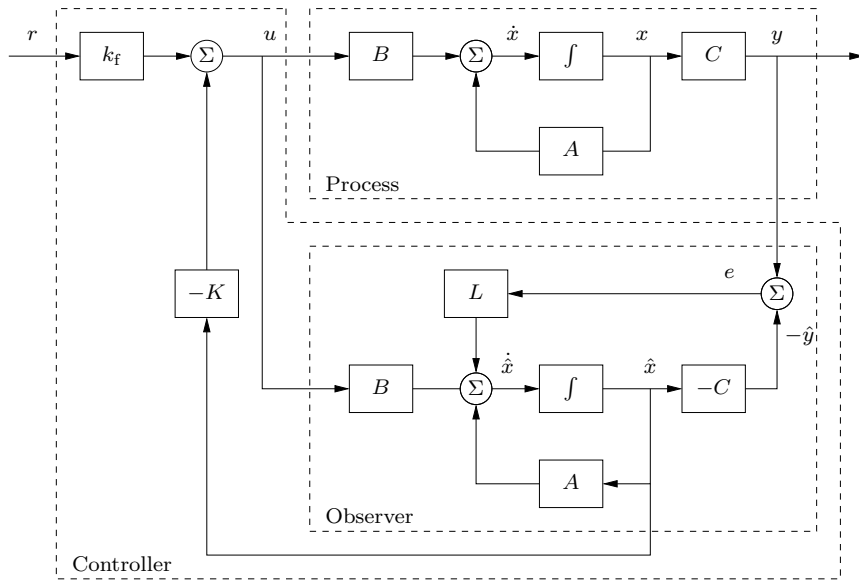 r
k_f
Σ
u
B
Σ
ẋ
∫
x
C
y
A
Process
−K
L
e
Σ
−ŷ
B
Σ
x̂̇
∫
x̂
−C
A
Observer
Controller